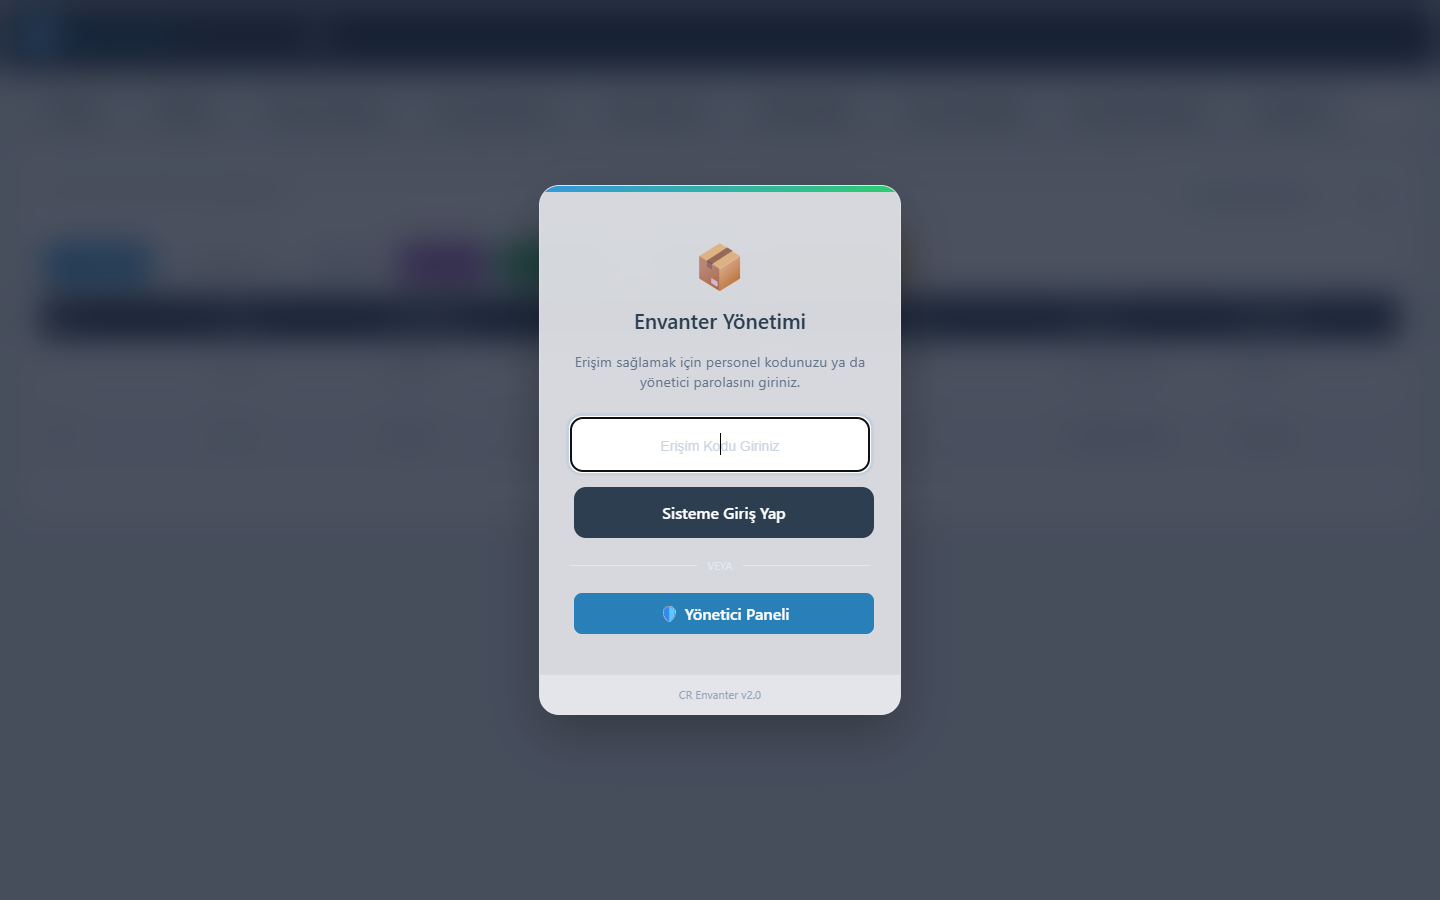 Envanter Yönetimi
Erişim sağlamak için personel kodunuzu ya da
yönetici parolasını giriniz.
Erişim Kodu Giriniz
Sisteme Giriş Yap
VEYA
Yönetici Paneli
CR Envanter v2.0